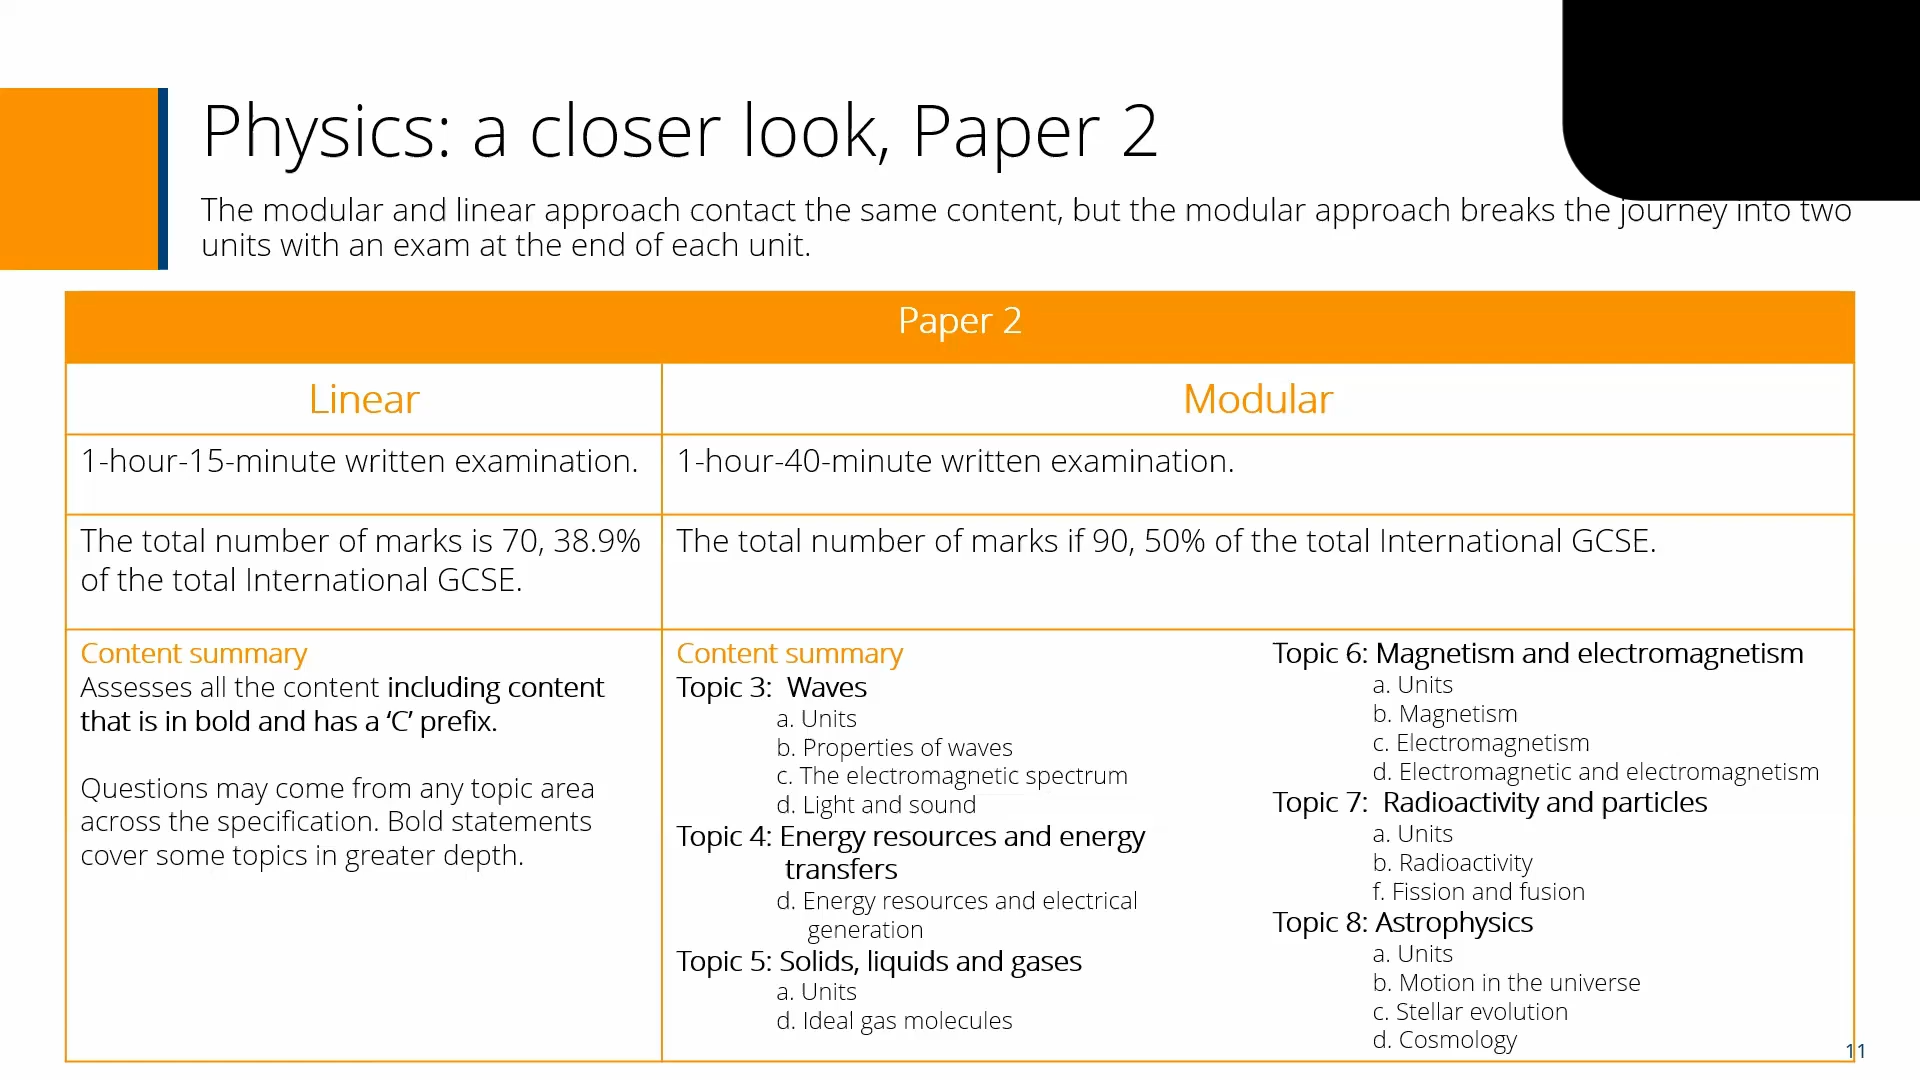 Physics: a closer look, Paper 2
The modular and linear approach contact the same content, but the modular approach breaks the journey into two
units with an exam at the end of each unit.
Paper 2
Linear
Modular
1-hour-15-minute written examination.
1-hour-40-minute written examination.
The total number of marks is 70, 38.9%
of the total International GCSE.
The total number of marks if 90, 50% of the total International GCSE.
Content summary
Assesses all the content including content
that is in bold and has a ‘C’ prefix.
Questions may come from any topic area
across the specification. Bold statements
cover some topics in greater depth.
Content summary
Topic 3: Waves
a. Units
b. Properties of waves
c. The electromagnetic spectrum
d. Light and sound
Topic 4: Energy resources and energy
transfers
d. Energy resources and electrical
generation
Topic 5: Solids, liquids and gases
a. Units
d. Ideal gas molecules
Topic 6: Magnetism and electromagnetism
a. Units
b. Magnetism
c. Electromagnetism
d. Electromagnetic and electromagnetism
Topic 7: Radioactivity and particles
a. Units
b. Radioactivity
f. Fission and fusion
Topic 8: Astrophysics
a. Units
b. Motion in the universe
c. Stellar evolution
d. Cosmology
11